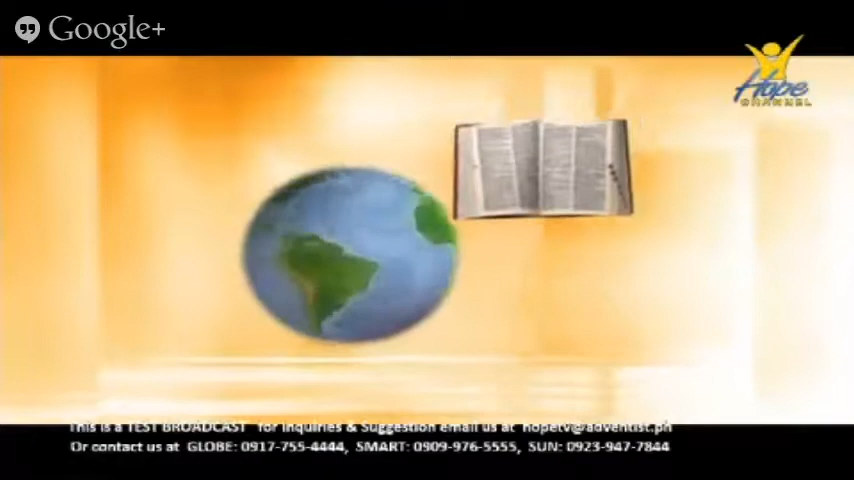 Google+
Hope
CHANNEL
This is a TEST BROADCAST for Inquiries & Suggestion email us at hopetv@adventist.ph
Or contact us at GLOBE: 0917-755-4444, SMART: 0909-976-5555, SUN: 0923-947-7844